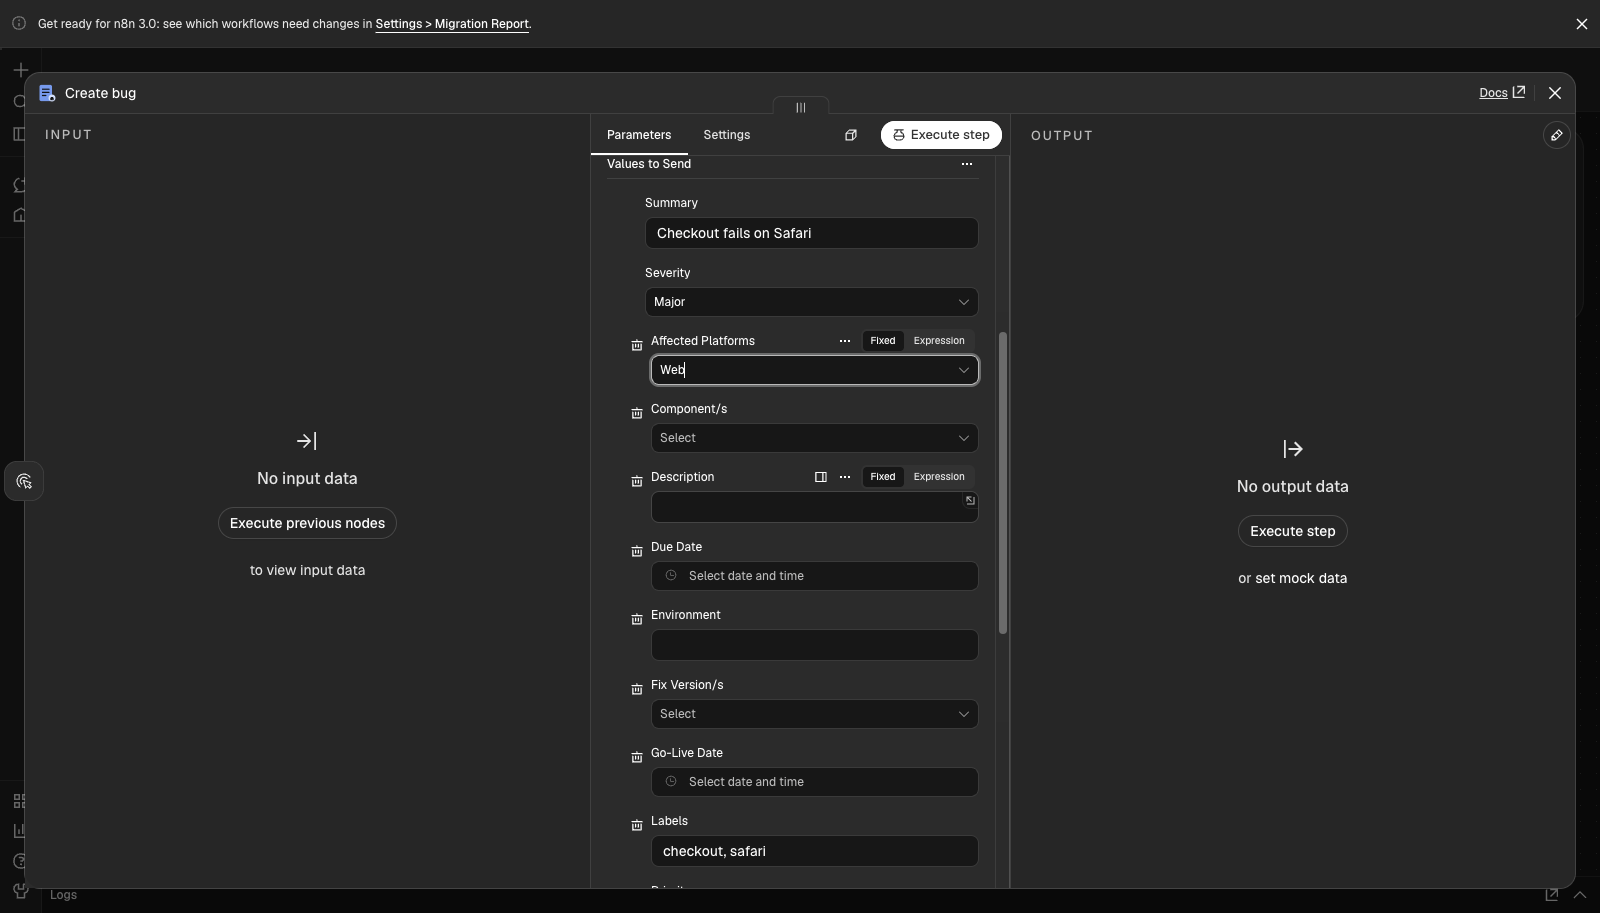 Get ready for n8n 3.0: see which workflows need changes in Settings > Migration Report.
Create bug
Docs
INPUT
Parameters
Settings
Execute step
OUTPUT
Values to Send
Summary
Checkout fails on Safari
Severity
Major
Affected Platforms
Fixed
Expression
Web
Component/s
Select
Description
Fixed
Expression
Due Date
Select date and time
Environment
Fix Version/s
Select
Go-Live Date
Select date and time
Labels
checkout, safari
No input data
Execute previous nodes
to view input data
No output data
Execute step
or set mock data
Logs